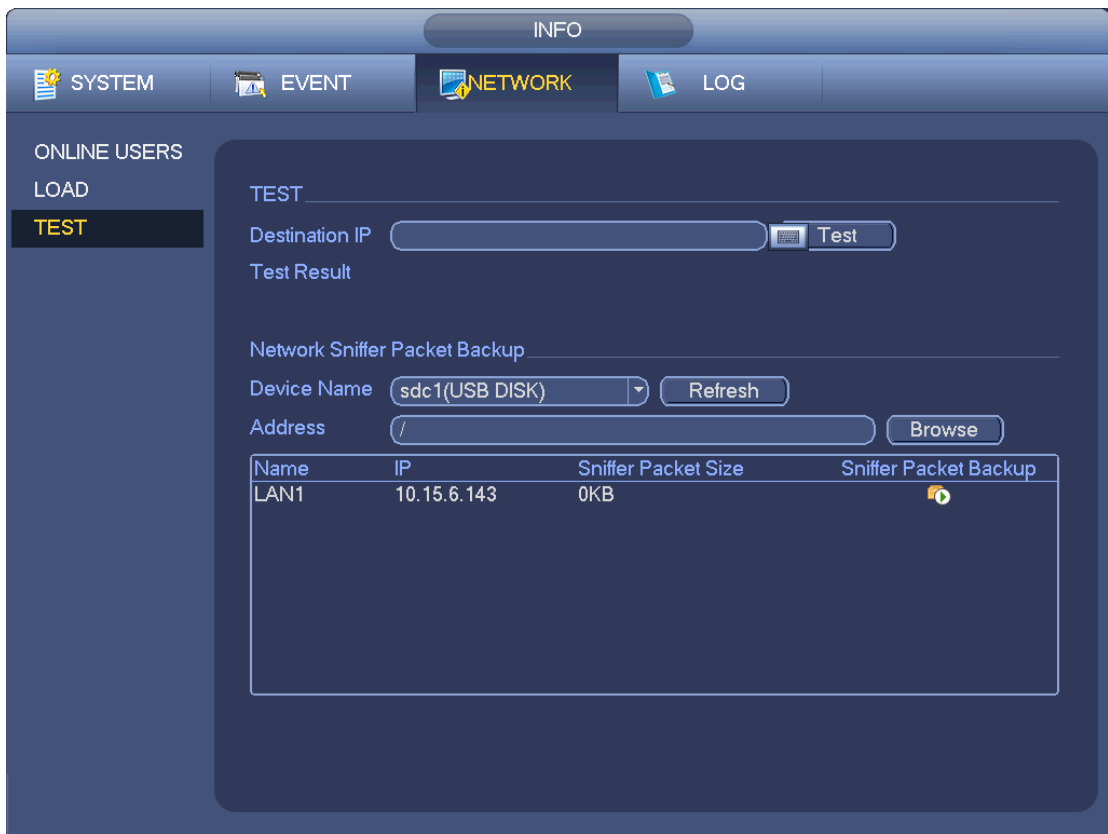 INFO
SYSTEM EVENT NETWORK LOG
ONLINE USERS
LOAD
TEST
TEST
Destination IP Test
Test Result
Network Sniffer Packet Backup
Device Name sdc1(USB DISK) Refresh
Address / Browse
Name IP Sniffer Packet Size Sniffer Packet Backup
LAN1 10.15.6.143 0KB